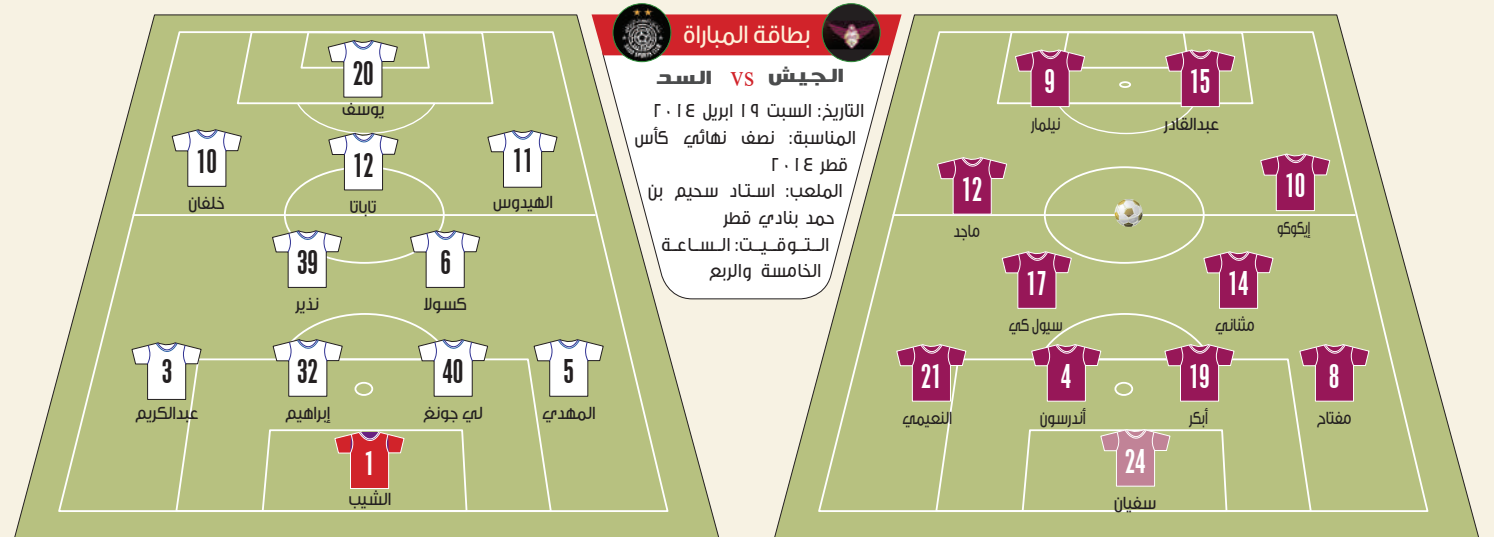 بطاقة المباراة
الجيش vs السد
التاريخ: السبت ١٩ ابريل ٢٠١٤
المناسبة: نصف نهائي كأس
قطر ٢٠١٤
الملعب: استاد سحيم بن
حمد بنادي قطر
التوقيت: الساعة
الخامسة والربع
15 9
عبدالقادر نيلمار
10 12
إيكوكو ماجد
14 17
مثناني سيول كي
8 19 4 21
مفتاح أبكر أندرسون النعيمي
24
سفيان
20
يوسف
11 12 10
الهيدوس تاباتا خلفان
6 39
كسولا نذير
5 40 32 3
المهدي لي جونغ إبراهيم عبدالكريم
1
الشيب